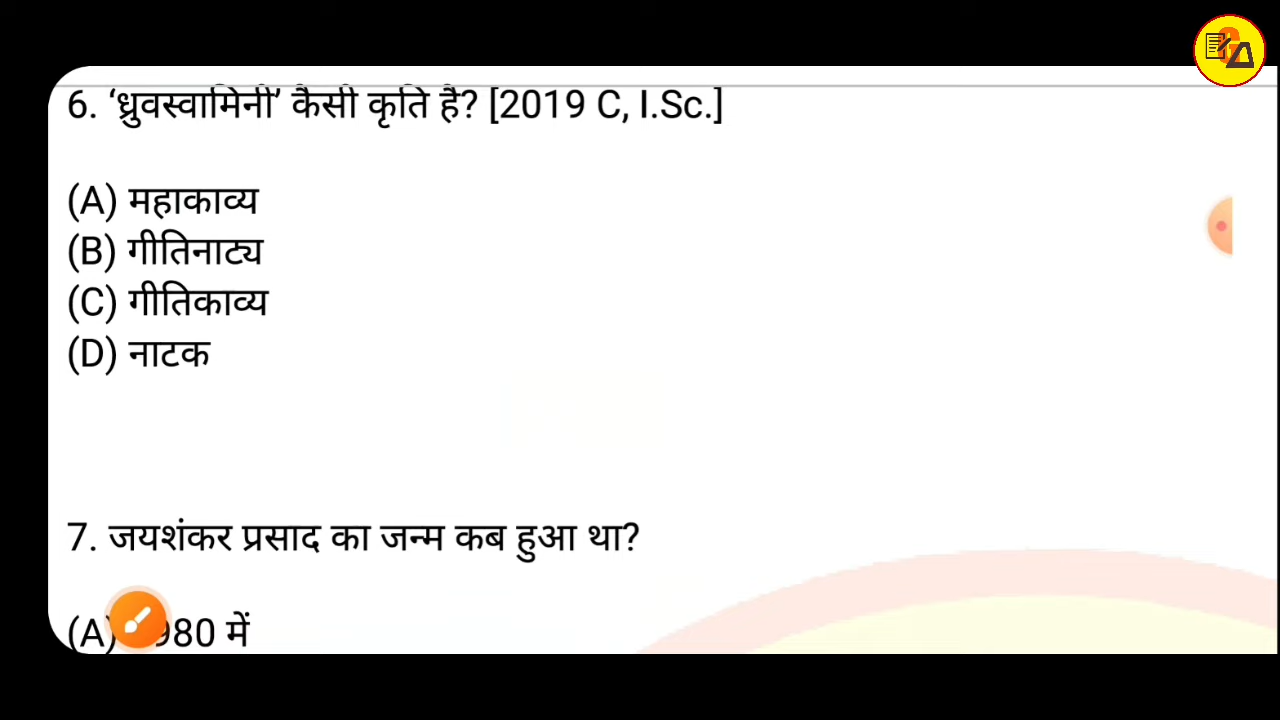 6. ‘ध्रुवस्वामिनी’ कैसी कृति है? [2019 C, I.Sc.]
(A) महाकाव्य
(B) गीतिनाट्य
(C) गीतिकाव्य
(D) नाटक
7. जयशंकर प्रसाद का जन्म कब हुआ था?
(A) 980 में